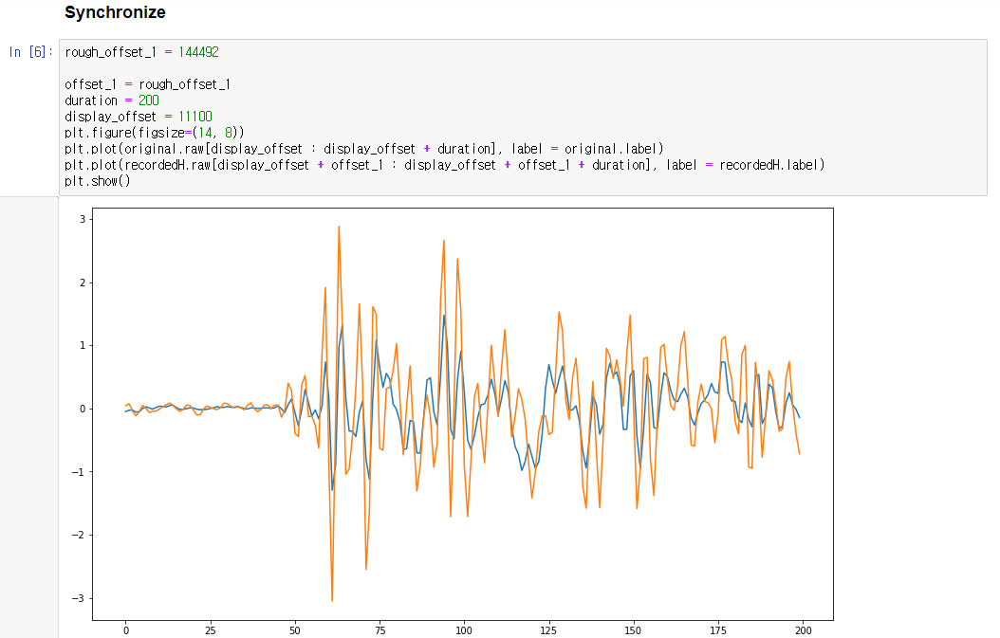 Synchronize
In [6]:
rough_offset_1 = 144492
offset_1 = rough_offset_1
duration = 200
display_offset = 11100
plt.figure(figsize=(14, 8))
plt.plot(original.raw[display_offset : display_offset + duration], label = original.label)
plt.plot(recordedH.raw[display_offset + offset_1 : display_offset + offset_1 + duration], label = recordedH.label)
plt.show()
3
2
1
0
−1
−2
−3
0 25 50 75 100 125 150 175 200